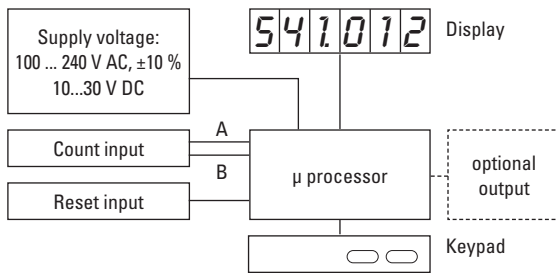 Supply voltage:
100 ... 240 V AC, ±10 %
10...30 V DC
541.012
Display
Count input
A
B
Reset input
µ processor
optional
output
Keypad